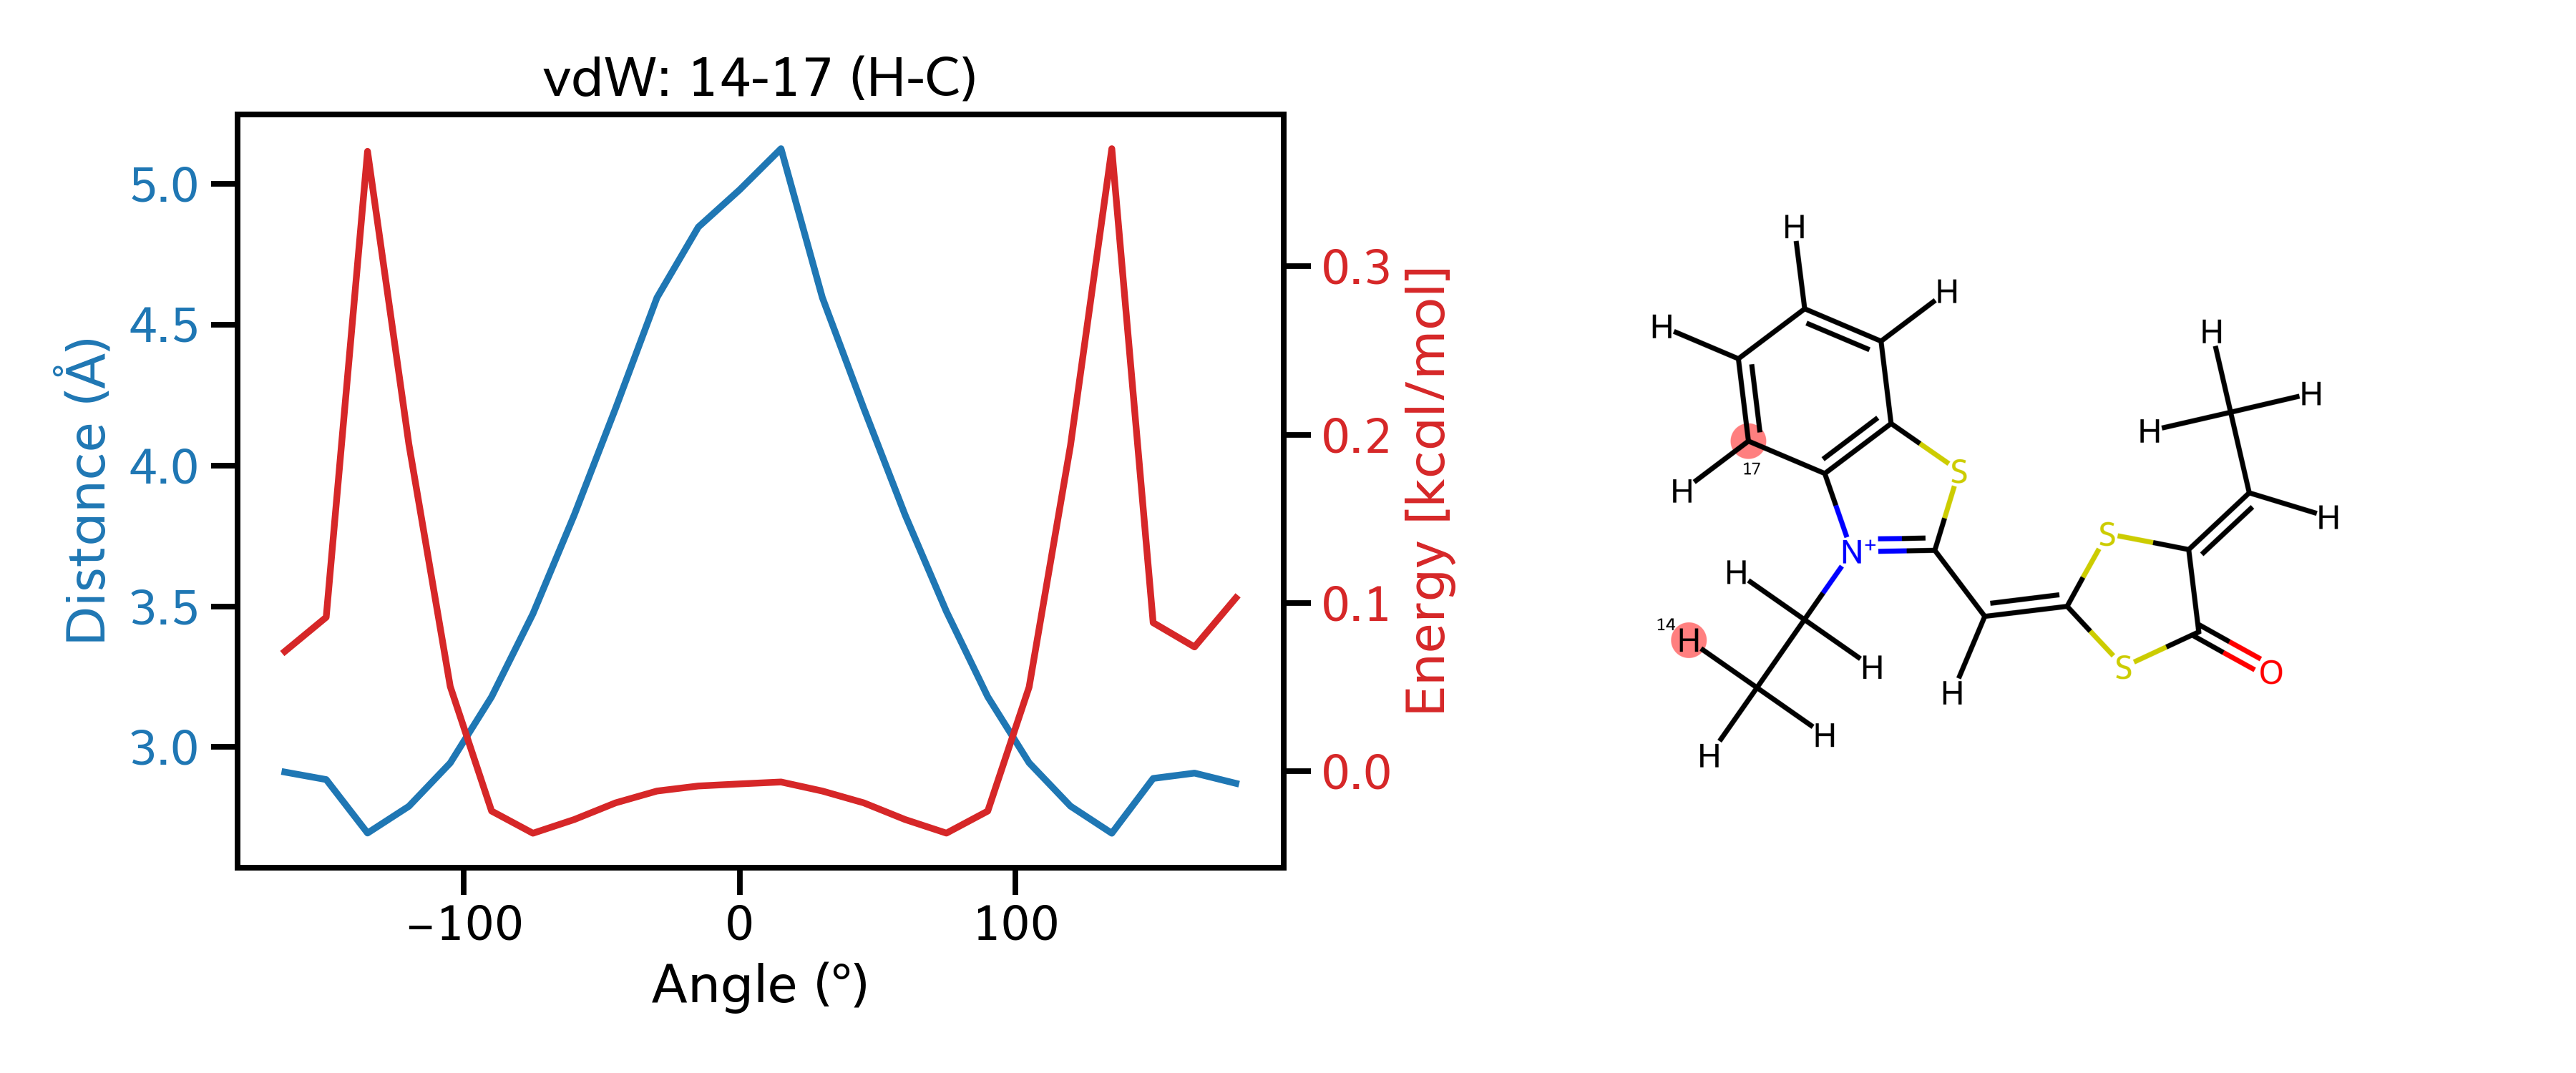 vdW: 14-17 (H-C)
Distance (Å)
5.0
4.5
4.0
3.5
3.0
0.3
0.2
0.1
0.0
Energy [kcal/mol]
−100
0
100
Angle (°)
H
H
H
H
17
S
N+
H
14
H
H
H
H
H
S
S
O
H
H
H
H